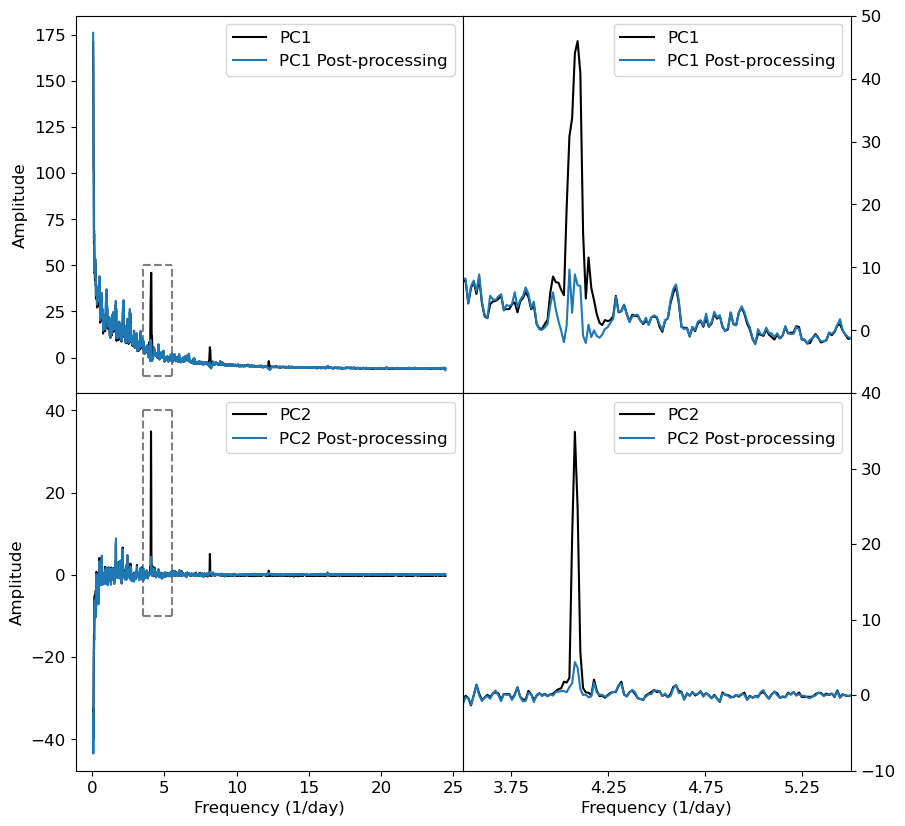 PC1
PC1 Post-processing
175
150
125
100
75
50
25
0
Amplitude
PC1
PC1 Post-processing
50
40
30
20
10
0
PC2
PC2 Post-processing
40
20
0
−20
−40
Amplitude
0
5
10
15
20
25
Frequency (1/day)
PC2
PC2 Post-processing
40
30
20
10
0
−10
3.75
4.25
4.75
5.25
Frequency (1/day)